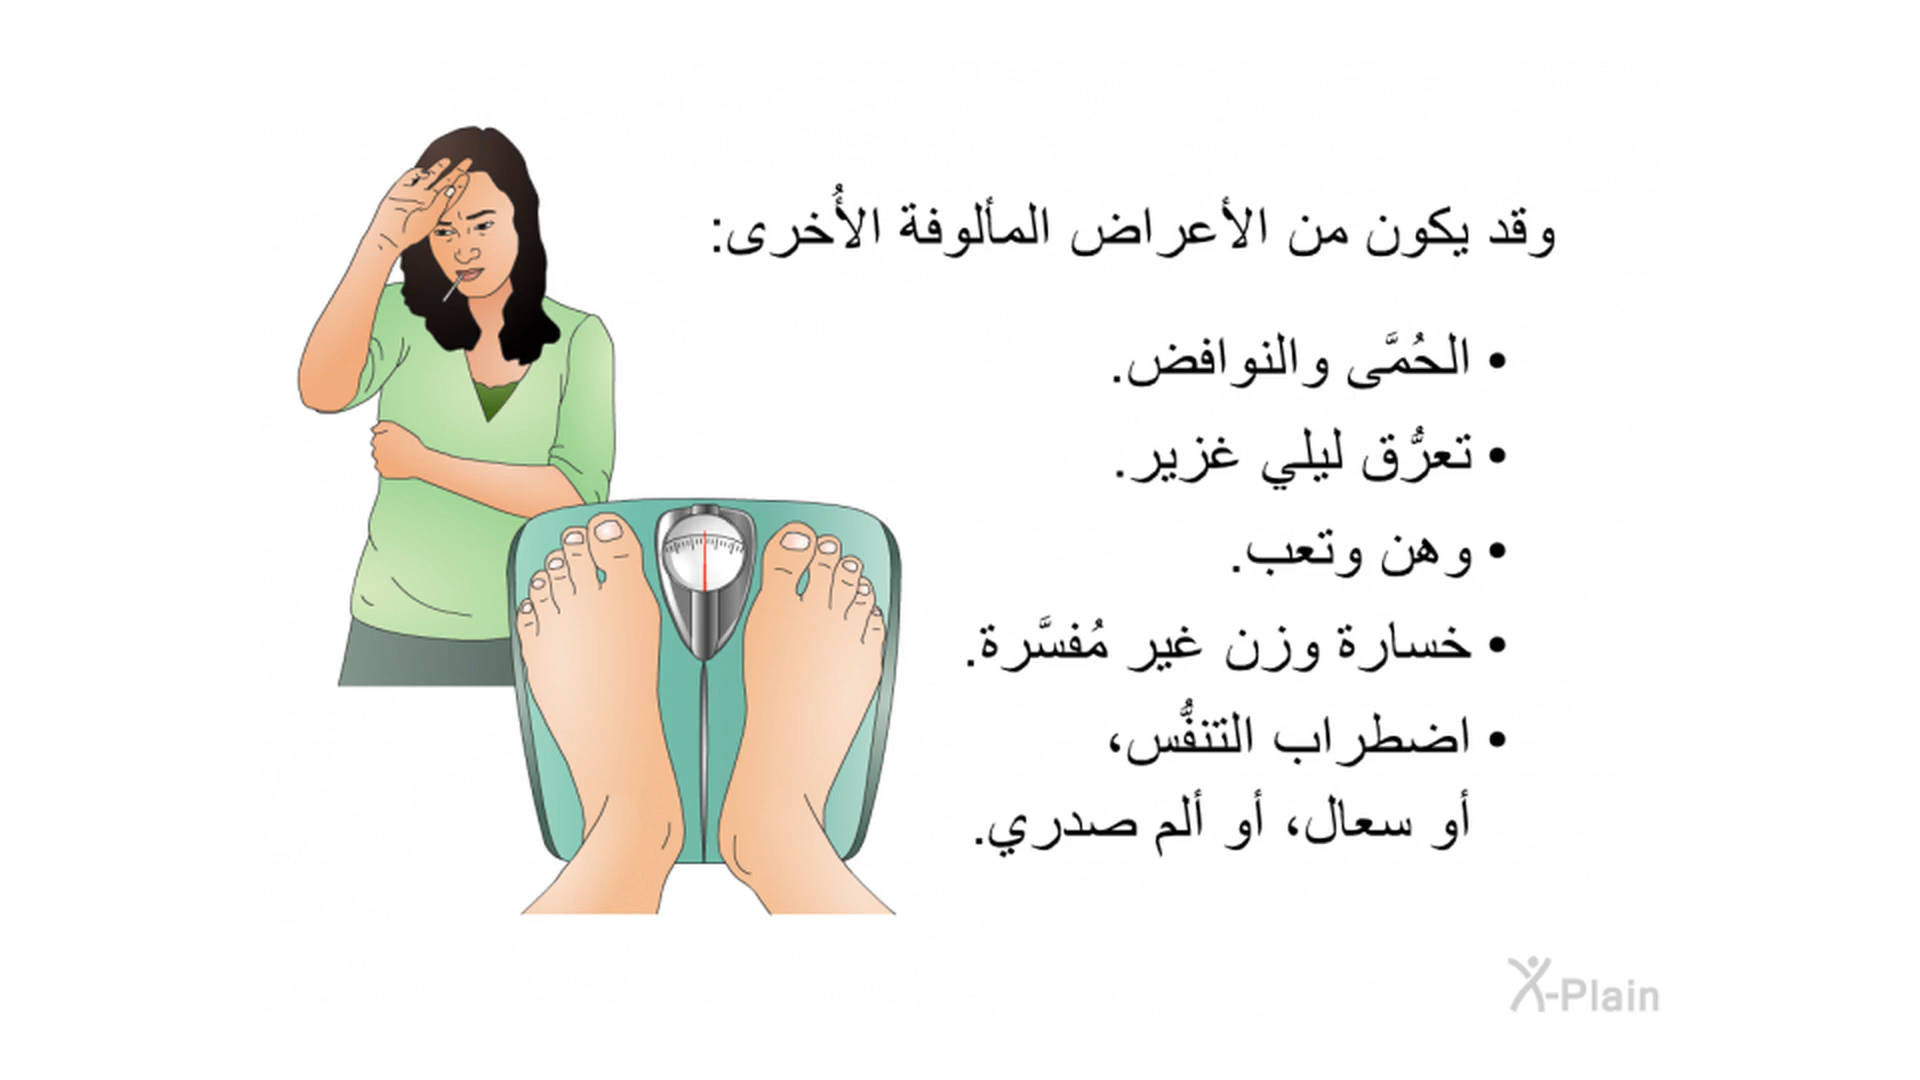 وقد يكون من الأعراض المألوفة الأُخرى:
• الحُمَّى والنوافض.
• تعرُّق ليلي غزير.
• وهن وتعب.
• خسارة وزن غير مُفسَّرة.
• اضطراب التنفُّس،
أو سعال، أو ألم صدري.
X-Plain